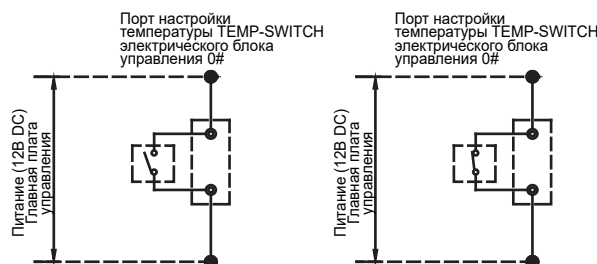 Порт настройки
температуры TEMP-SWITCH
электрического блока
управления 0#
Питание (12В DC)
Главная плата
управления
Порт настройки
температуры TEMP-SWITCH
электрического блока
управления 0#
Питание (12В DC)
Главная плата
управления